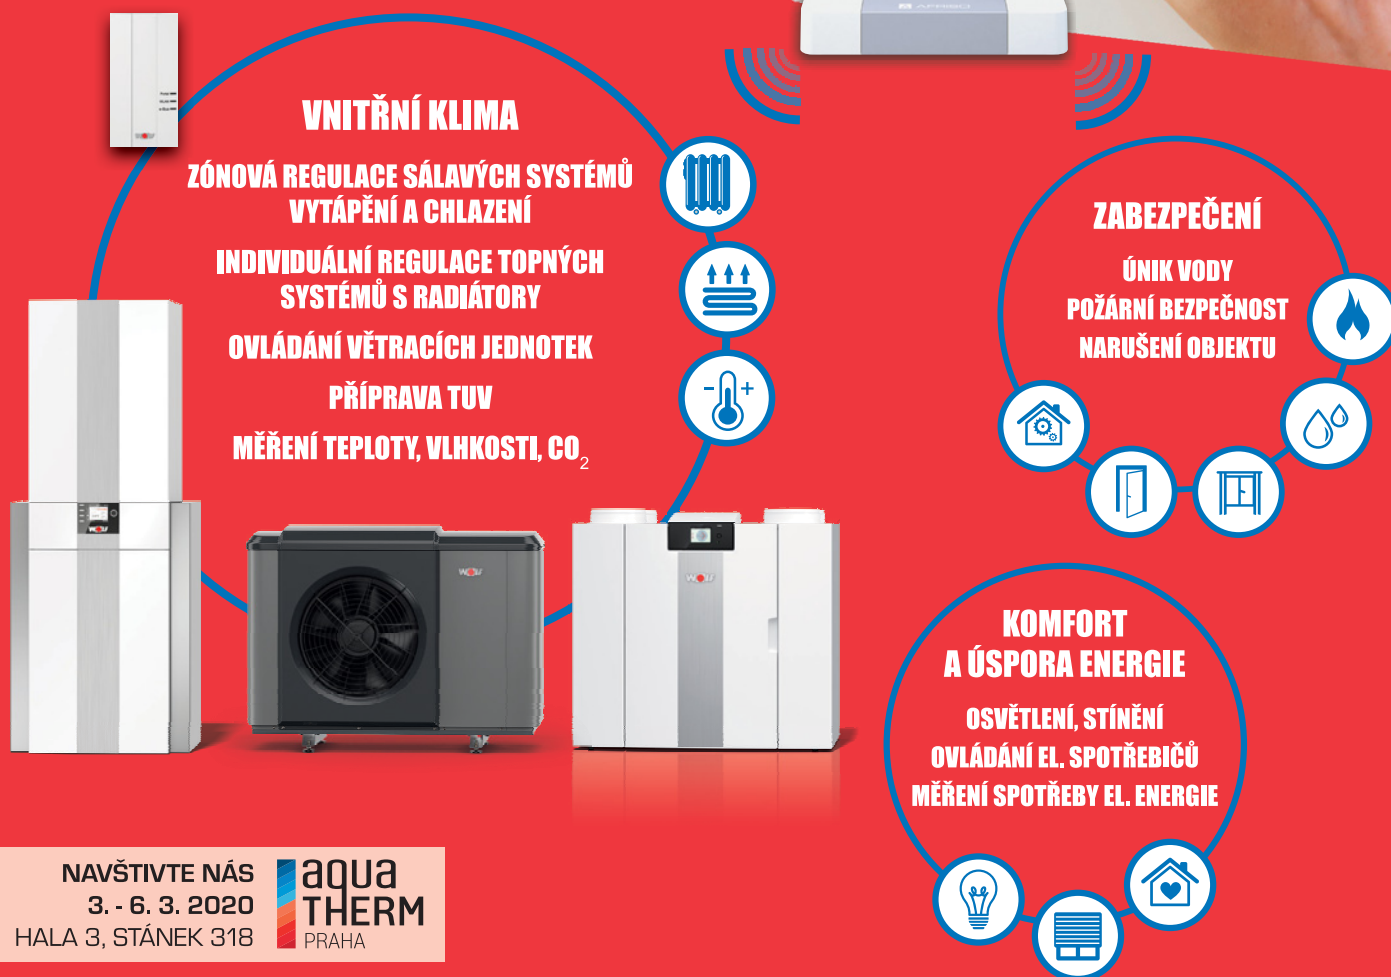 AFRISO
VNITŘNÍ KLIMA
ZÓNOVÁ REGULACE SÁLAVÝCH SYSTÉMŮ
VYTÁPĚNÍ A CHLAZENÍ
INDIVIDUÁLNÍ REGULACE TOPNÝCH
SYSTÉMŮ S RADIÁTORY
OVLÁDÁNÍ VĚTRACÍCH JEDNOTEK
PŘÍPRAVA TUV
MĚŘENÍ TEPLOTY, VLHKOSTI, CO2
ZABEZPEČENÍ
ÚNIK VODY
POŽÁRNÍ BEZPEČNOST
NARUŠENÍ OBJEKTU
WOLF
WOLF
WOLF
WOLF
KOMFORT
A ÚSPORA ENERGIE
OSVĚTLENÍ, STÍNĚNÍ
OVLÁDÁNÍ EL. SPOTŘEBIČŮ
MĚŘENÍ SPOTŘEBY EL. ENERGIE
NAVŠTIVTE NÁS
3. - 6. 3. 2020
HALA 3, STÁNEK 318
aqua
THERM
PRAHA